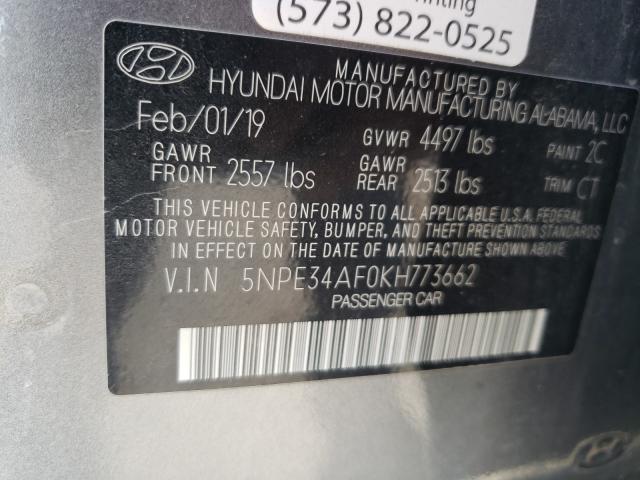 (573) 822-0525
MANUFACTURED BY
HYUNDAI MOTOR MANUFACTURING ALABAMA, LLC
Feb/01/19 GVWR 4497 lbs PAINT 2C
GAWR FRONT 2557 lbs GAWR REAR 2513 lbs TRIM CT
THIS VEHICLE CONFORMS TO ALL APPLICABLE U.S.A. FEDERAL
MOTOR VEHICLE SAFETY, BUMPER, AND THEFT PREVENTION STANDARDS
IN EFFECT ON THE DATE OF MANUFACTURE SHOWN ABOVE.
V.I.N 5NPE34AF0KH773662
PASSENGER CAR